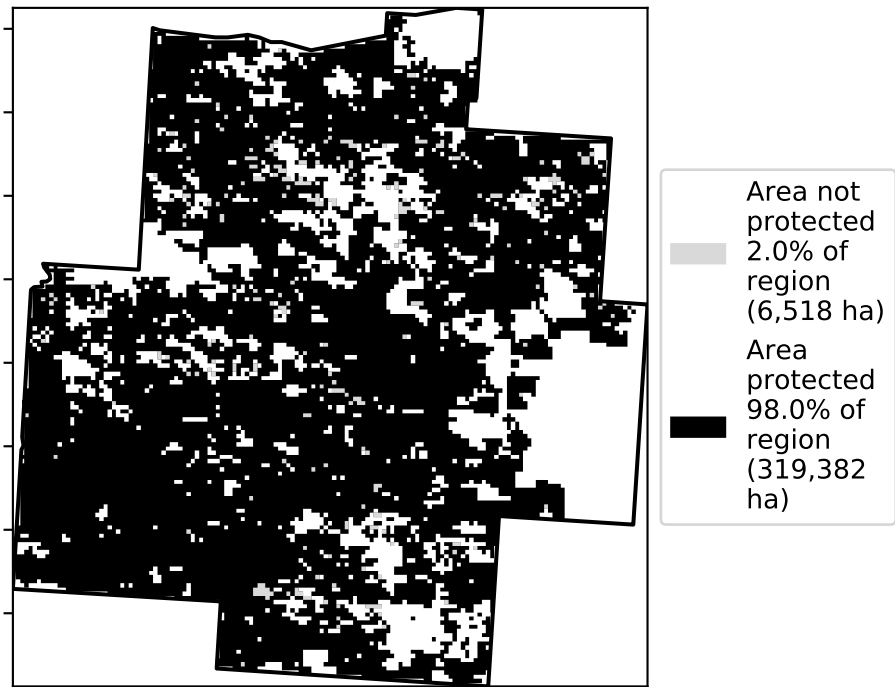 Area not
protected
2.0% of
region
(6,518 ha)
Area
protected
98.0% of
region
(319,382
ha)